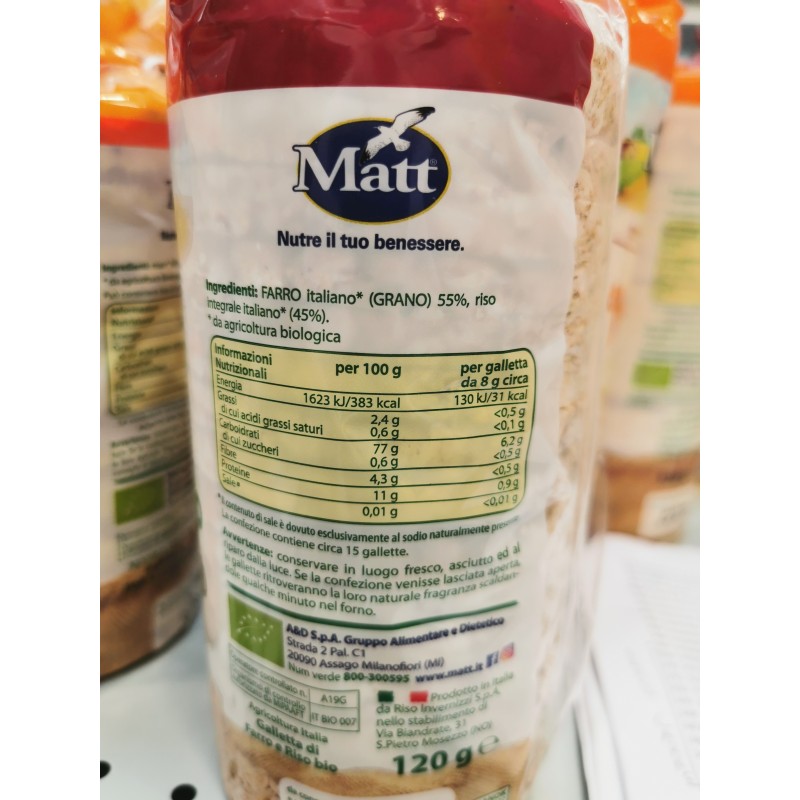 Matt
Nutre il tuo benessere.
Ingredienti: FARRO italiano* (GRANO) 55%, riso
integrale italiano* (45%).
* da agricoltura biologica
Informazioni
Nutrizionali per 100 g per galletta
da 8 g circa
Energia 1623 kJ/383 kcal 130 kJ/31 kcal
Grassi 2,4 g <0,5 g
di cui acidi grassi saturi 0,6 g <0,1 g
Carboidrati 77 g 6,2 g
di cui zuccheri 0,6 g <0,5 g
Fibre 4,3 g <0,5 g
Proteine 11 g 0,9 g
Sale* 0,01 g <0,01 g
* Il contenuto di sale è dovuto esclusivamente al sodio naturalmente
La confezione contiene circa 15 gallette.
Avvertenze: conservare in luogo fresco, asciutto ed al
riparo dalla luce. Se la confezione venisse lasciata aperta,
le gallette ritroveranno la loro naturale fragranza
qualche minuto nel forno.
A&D S.p.A. Gruppo Alimentare e Dietetico
Strada 2 Pal. C1
20090 Assago Milanofiori (MI)
Num verde 800-300595 www.matt.it
controllato n. A19G
IT BIO 007
Agricoltura Italia
Galletta di
Farro e Riso bio
Prodotto in Italia
da Riso Invernizzi S.p.A.
nello stabilimento di
Via Biandrate, 31
S.Pietro Mosezzo (NO)
120 g e